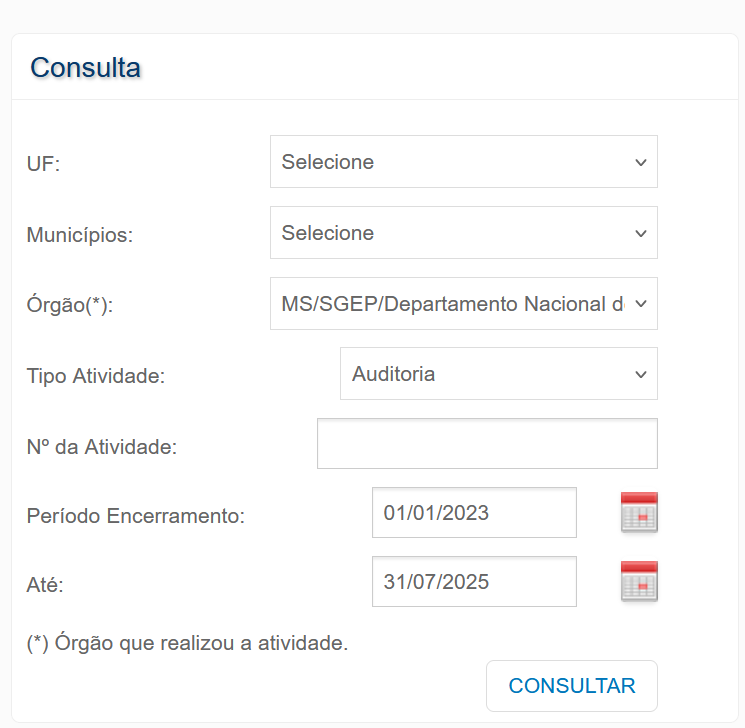 Consulta
UF: Selecione
Municípios: Selecione
Órgão(*): MS/SGEP/Departamento Nacional d
Tipo Atividade: Auditoria
Nº da Atividade:
Período Encerramento: 01/01/2023
Até: 31/07/2025
(*) Órgão que realizou a atividade.
CONSULTAR